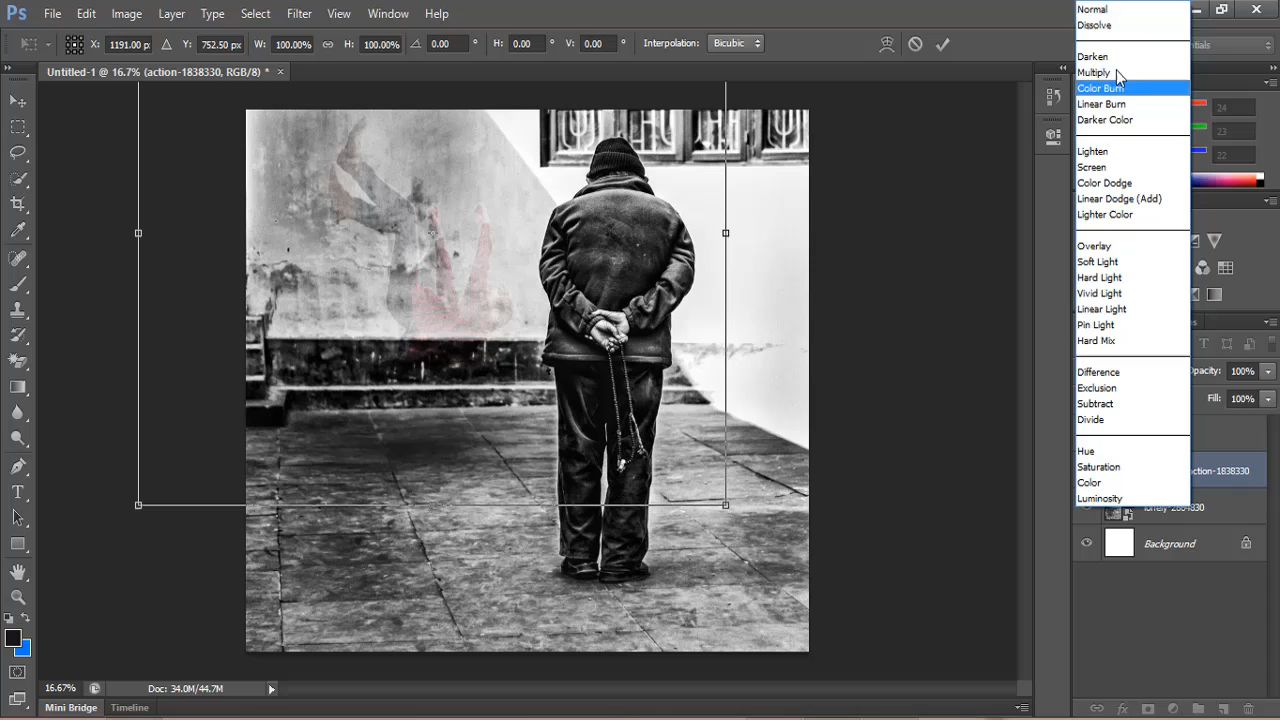 Ps File Edit Image Layer Type Select Filter View Window Help
X: 1191.00 p: Y: 752.50 px W: 100.00% H: 100.00% 0.00 ° H: 0.00 ° V: 0.00 ° Interpolation: Bicubic
Untitled-1 @ 16.7% (action-1838330, RGB/8) * ×
Normal
Dissolve
Darken
Multiply
Color Burn
Linear Burn
Darker Color
Lighten
Screen
Color Dodge
Linear Dodge (Add)
Lighter Color
Overlay
Soft Light
Hard Light
Vivid Light
Linear Light
Pin Light
Hard Mix
Difference
Exclusion
Subtract
Divide
Hue
Saturation
Color
Luminosity
24
23
22
Opacity: 100%
Fill: 100%
action-1838330
Background
16.67% Doc: 34.0M/44.7M
Mini Bridge Timeline